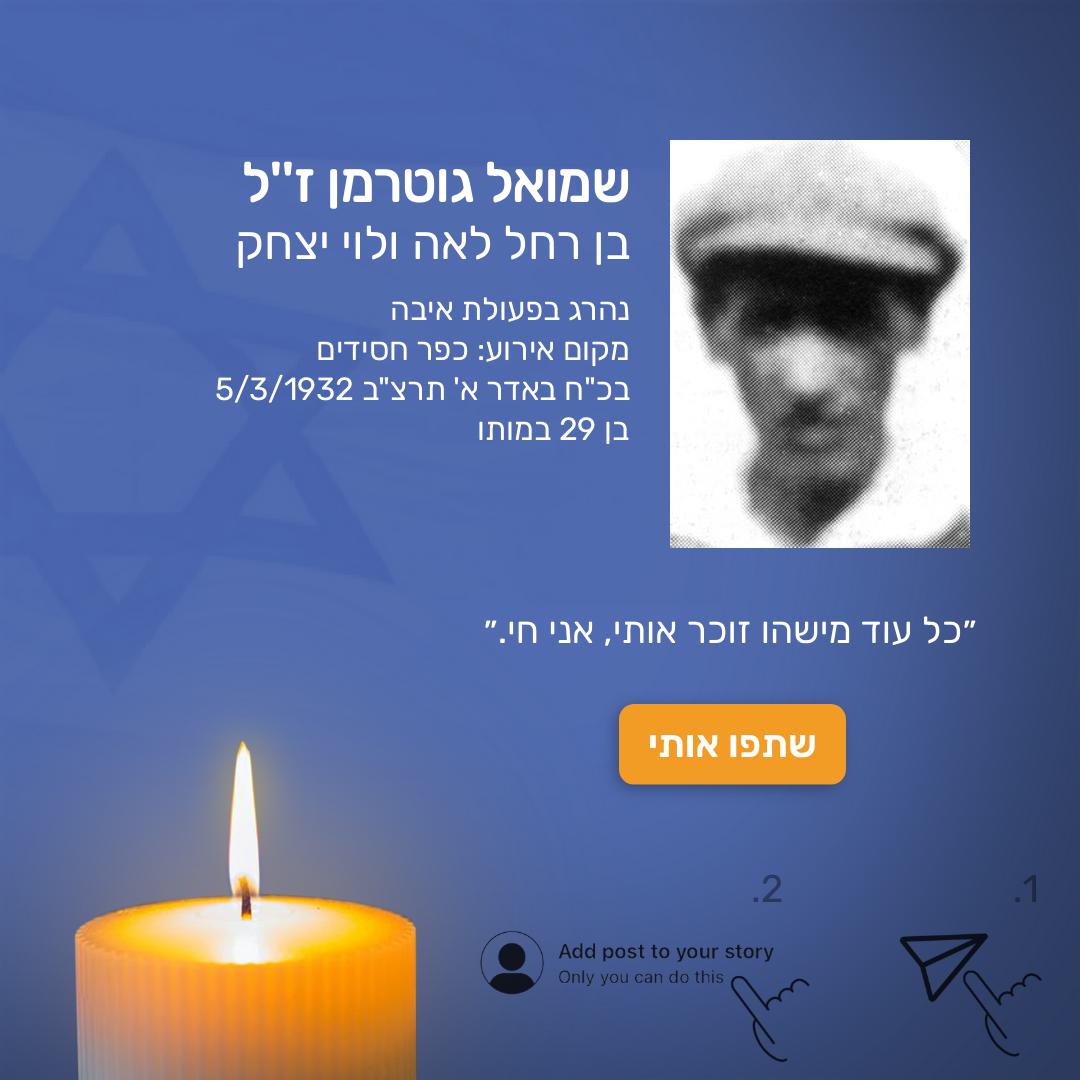 שמואל גוטרמן ז"ל
בן רחל לאה ולוי יצחק
נהרג בפעולת איבה
מקום אירוע: כפר חסידים
בכ"ח באדר א' תרצ"ב 5/3/1932
בן 29 במותו
״כל עוד מישהו זוכר אותי, אני חי.״
שתפו אותי
1.
2.
Add post to your story
Only you can do this